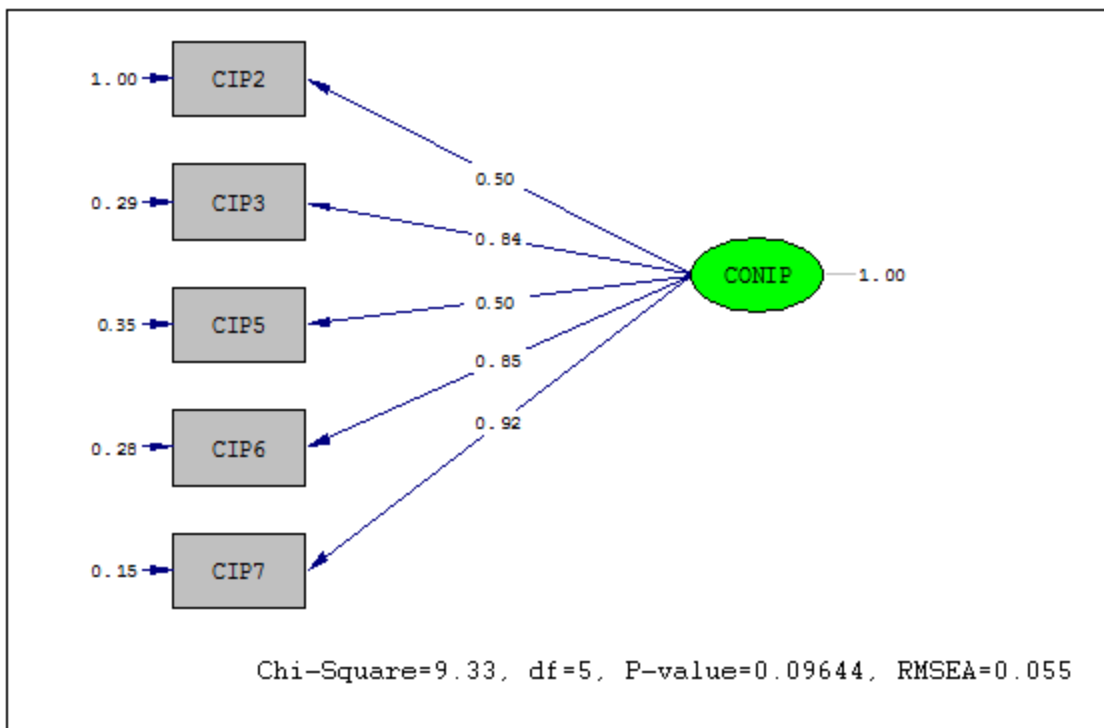 1.00 CIP2
0.50
0.29 CIP3
0.84
CONIP 1.00
0.50
0.35 CIP5
0.85
0.28 CIP6
0.92
0.15 CIP7
Chi-Square=9.33, df=5, P-value=0.09644, RMSEA=0.055